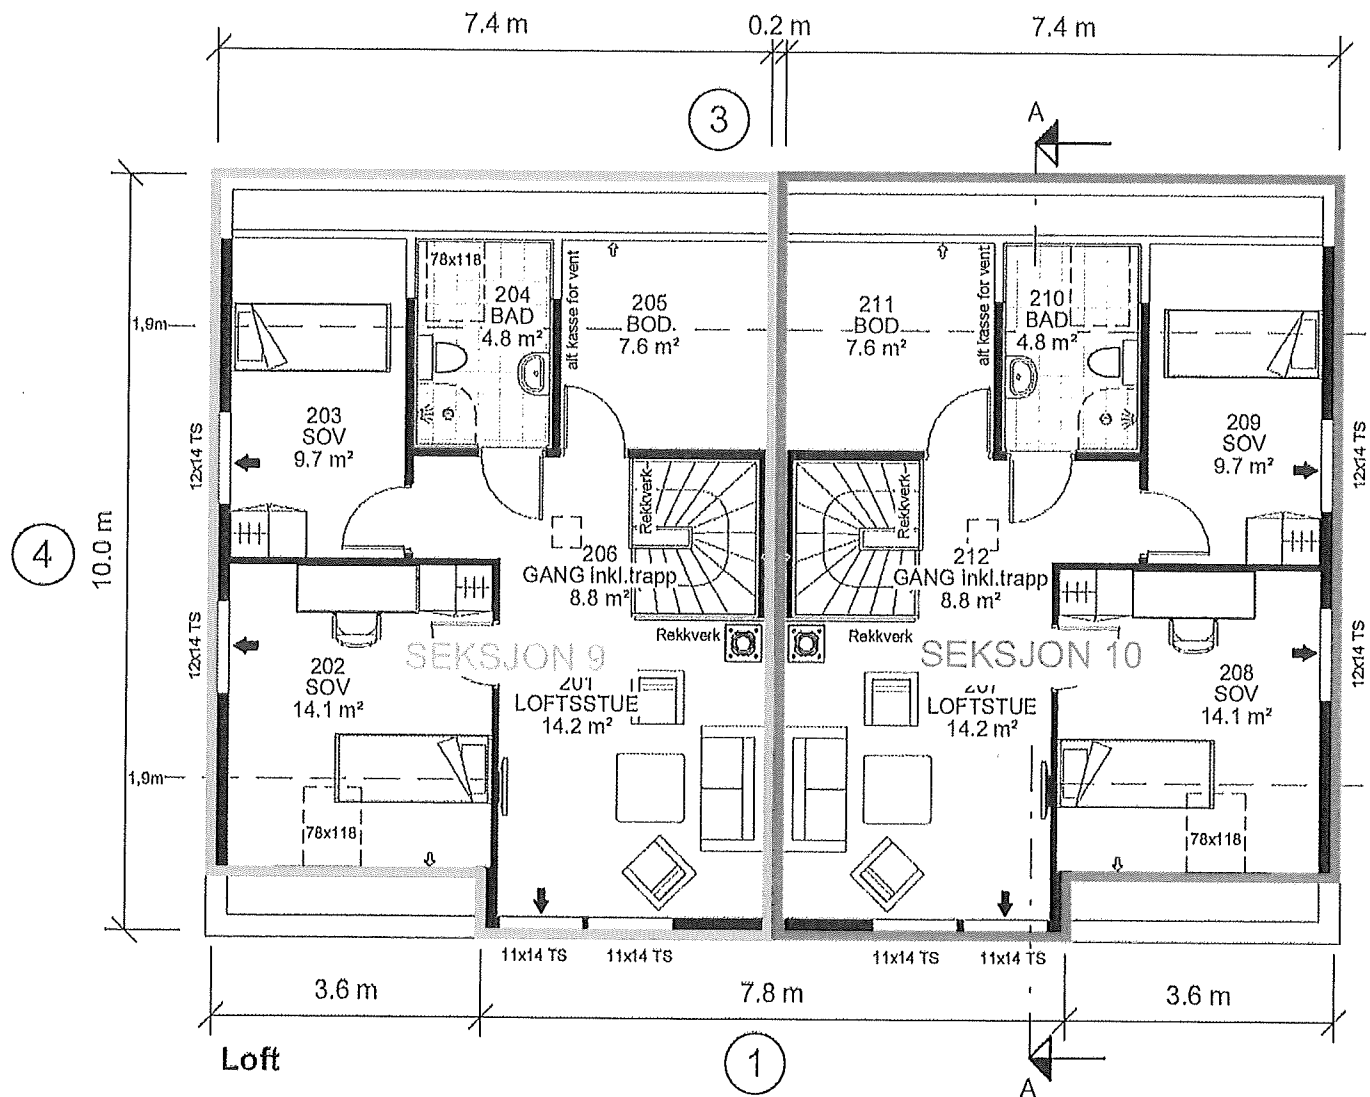 7.4 m
0.2 m
7.4 m
3
A
78x118
204
BAD
4.8 m²
alt kasse for vent
205
BOD.
7.6 m²
211
BOD
7.6 m²
alt kasse for vent
210
BAD
4.8 m²
1,9m
203
SOV
9.7 m²
209
SOV
9.7 m²
12x14 TS
12x14 TS
4
10.0 m
Rekkverk
Rekkverk
206
GANG inkl.trapp
8.8 m²
212
GANG inkl.trapp
8.8 m²
12x14 TS
12x14 TS
Rekkverk
Rekkverk
SEKSJON 9
SEKSJON 10
202
SOV
14.1 m²
201
LOFTSSTUE
14.2 m²
207
LOFTSTUE
14.2 m²
208
SOV
14.1 m²
1,9m
78x118
78x118
11x14 TS
11x14 TS
11x14 TS
11x14 TS
3.6 m
7.8 m
3.6 m
Loft
1
A